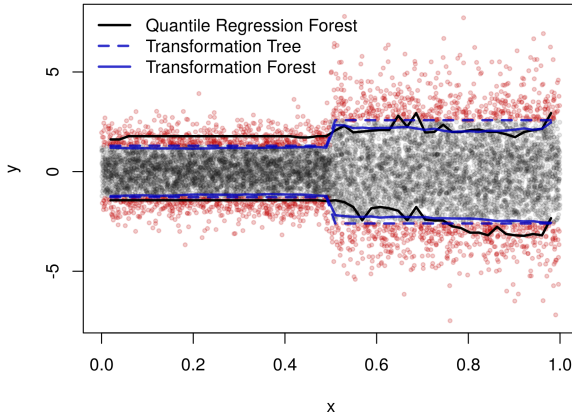 Quantile Regression Forest
Transformation Tree
Transformation Forest
5
0
-5
y
0.0 0.2 0.4 0.6 0.8 1.0
x